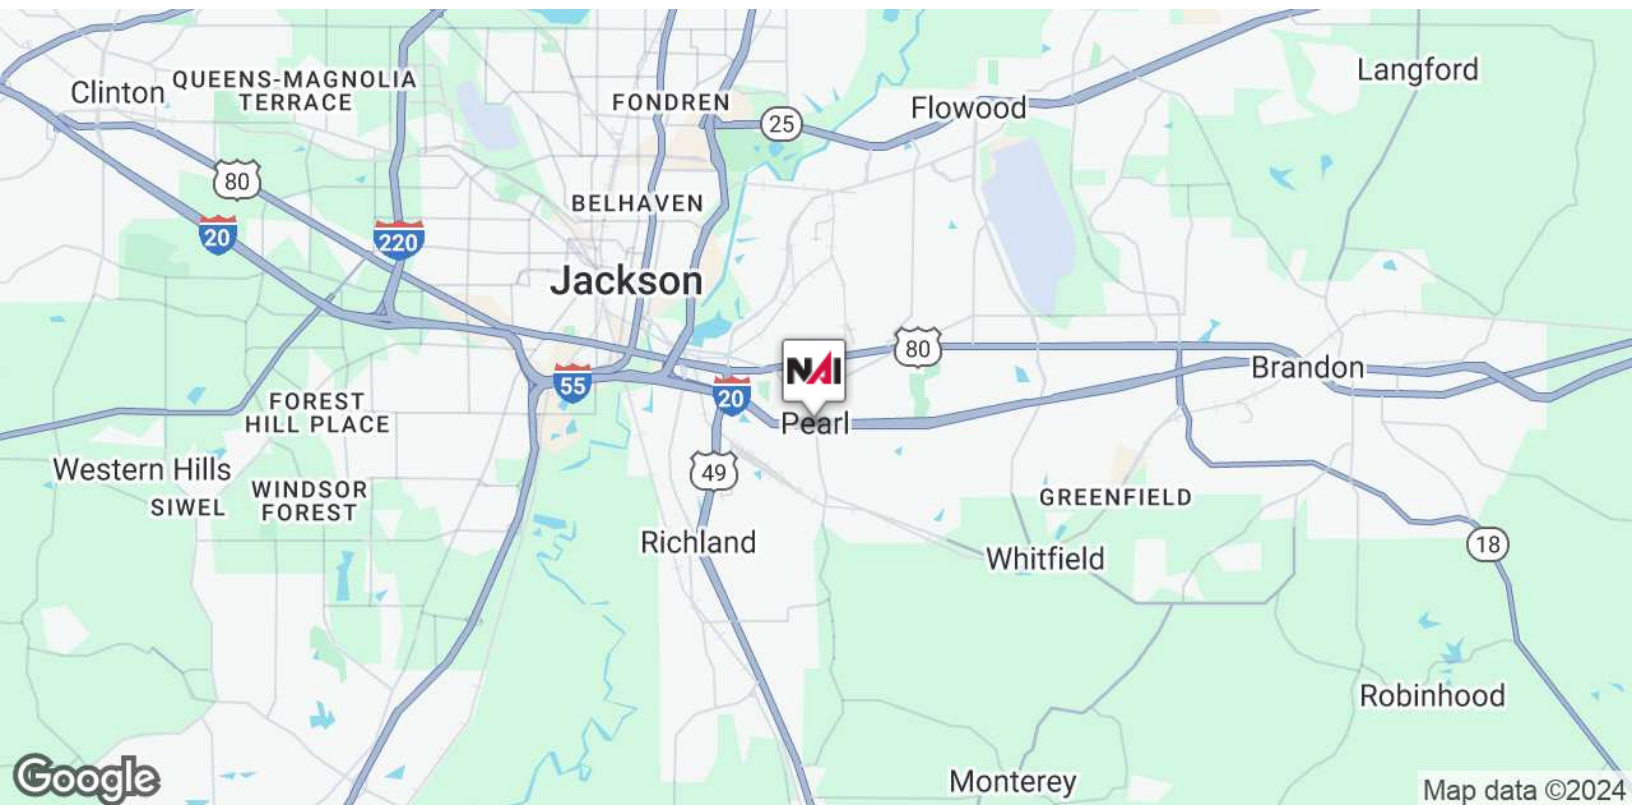 Langford
Clinton
QUEENS-MAGNOLIA
TERRACE
FONDREN
Flowood
25
80
BELHAVEN
20
220
Jackson
80
NAI
Brandon
55
20
FOREST
HILL PLACE
Pearl
Western Hills
49
WINDSOR
FOREST
SIWEL
GREENFIELD
Richland
Whitfield
18
Robinhood
Google
Monterey
Map data ©2024